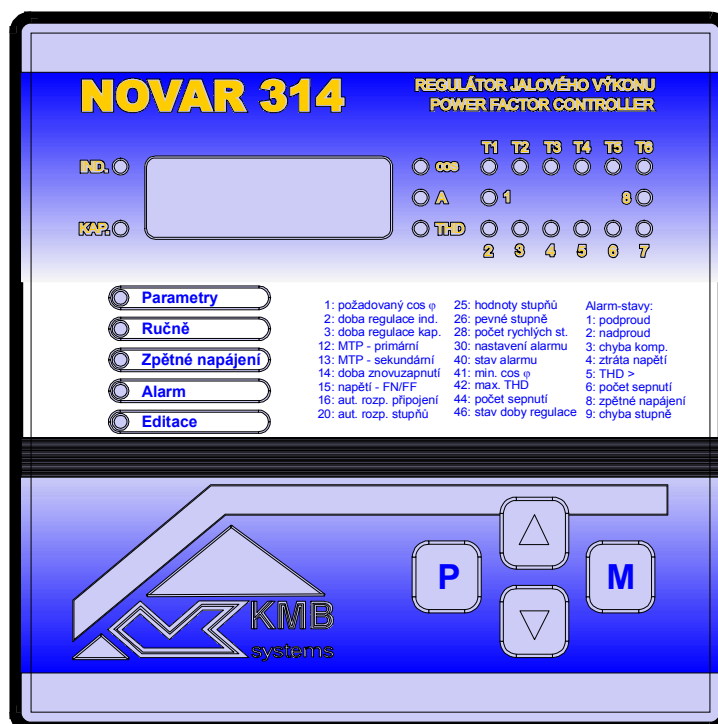 NOVAR 314
REGULÁTOR JALOVÉHO VÝKONU
POWER FACTOR CONTROLLER
T1 T2 T3 T4 T5 T6
IND. cos
A 1 8
KAP. THD
2 3 4 5 6 7
Parametry
Ručně
Zpětné napájení
Alarm
Editace
1: požadovaný cos φ
2: doba regulace ind.
3: doba regulace kap.
12: MTP - primární
13: MTP - sekundární
14: doba znovuzapnutí
15: napětí - FN/FF
16: aut. rozp. připojení
20: aut. rozp. stupňů
25: hodnoty stupňů
26: pevné stupně
28: počet rychlých st.
30: nastavení alarmu
40: stav alarmu
41: min. cos φ
42: max. THD
44: počet sepnutí
46: stav doby regulace
Alarm-stavy:
1: podproud
2: nadproud
3: chyba komp.
4: ztráta napětí
5: THD >
6: počet sepnutí
8: zpětné napájení
9: chyba stupně
P
M
KMB
systems